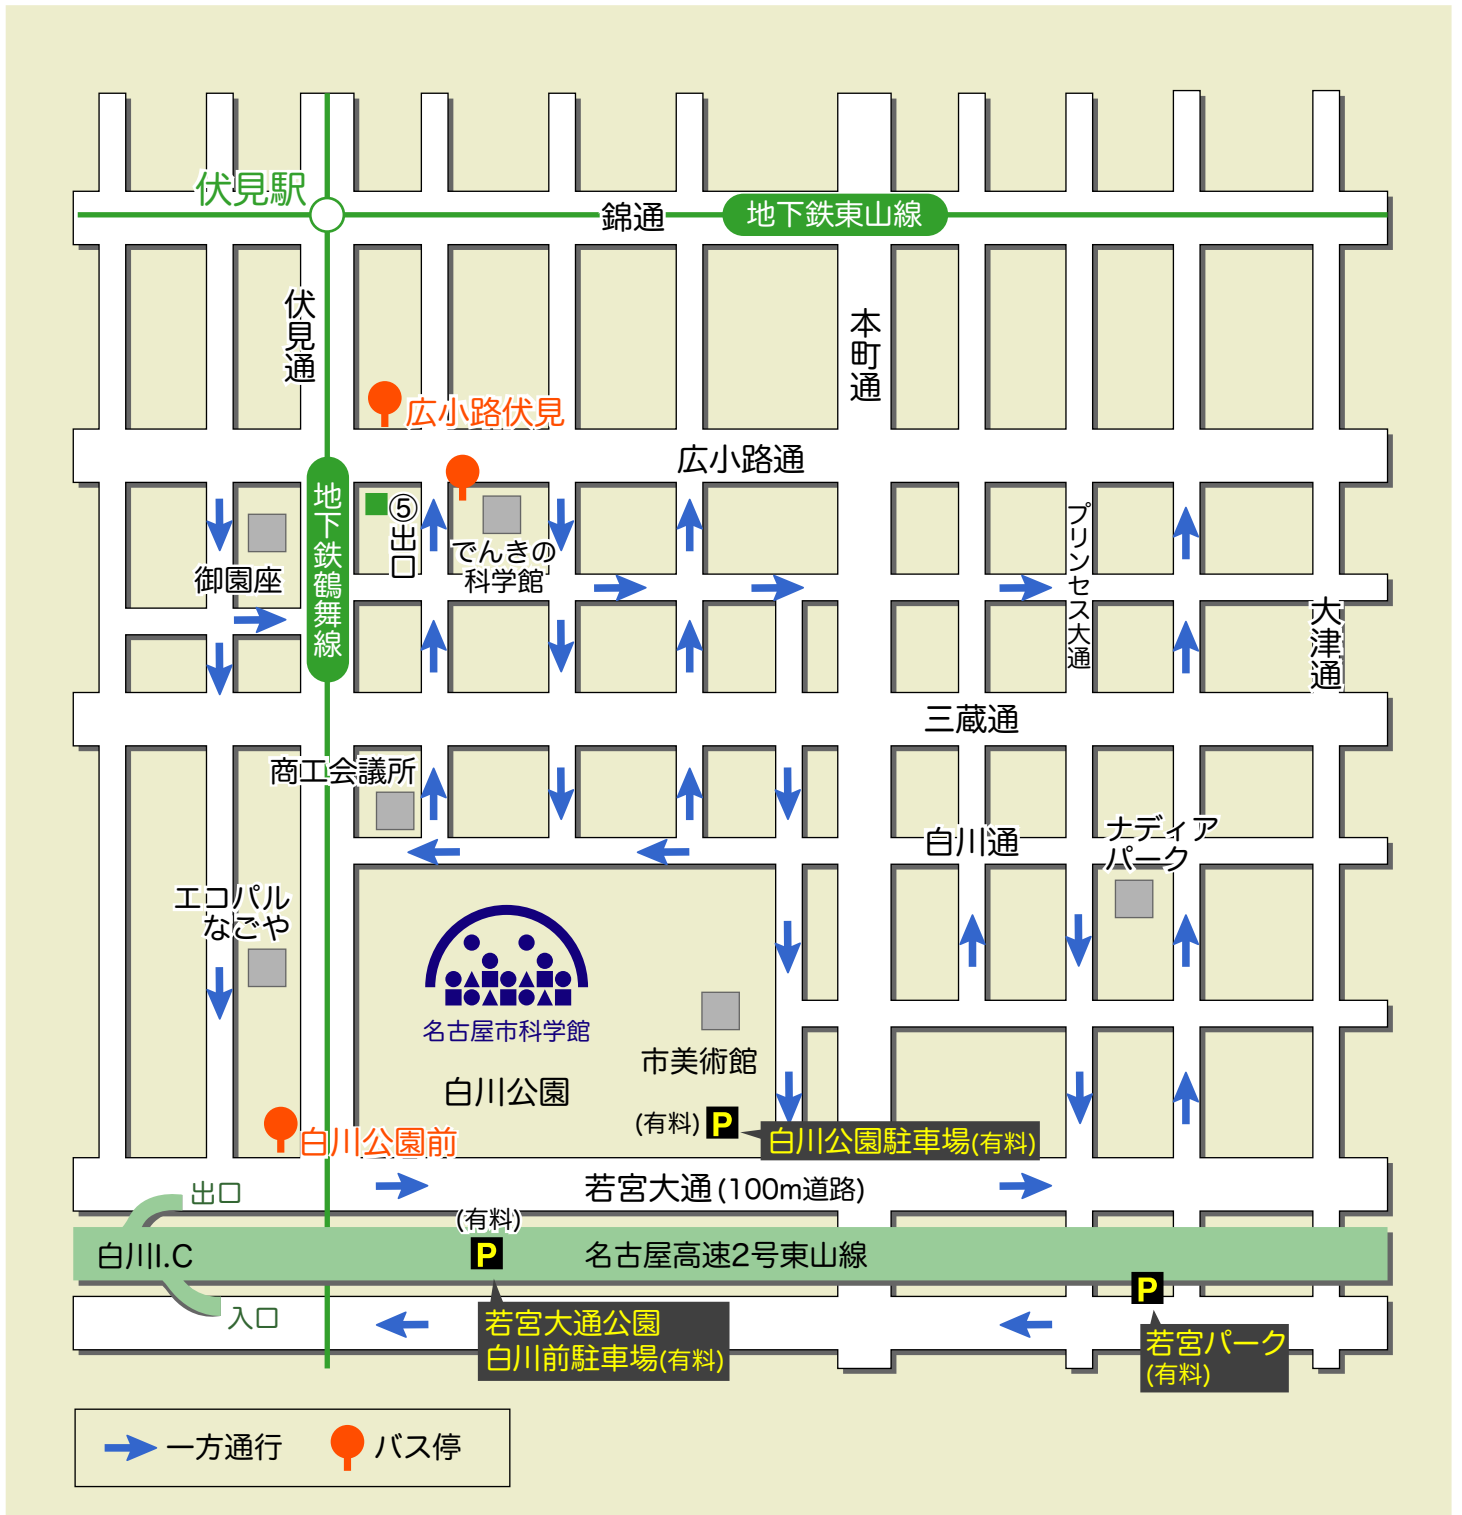 伏見駅
錦通
地下鉄東山線
伏見通
本町通
広小路伏見
広小路通
地下鉄鶴舞線
⑤出口
でんきの
科学館
御園座
プリンセス大通
大津通
三蔵通
商工会議所
白川通
ナディア
パーク
エコパル
なごや
名古屋市科学館
市美術館
白川公園
(有料)
P
白川公園駐車場(有料)
白川公園前
出口
若宮大通(100m道路)
(有料)
P
白川I.C
名古屋高速2号東山線
P
入口
若宮大通公園
白川前駐車場(有料)
若宮パーク
(有料)
一方通行
バス停